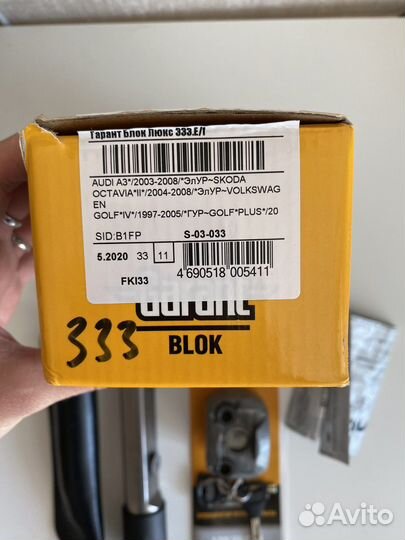 Гарант Блок Люкс 333.E/f
AUDI A3*/2003-2008/*ЭлУР~SKODA
OCTAVIA*II*/2004-2008/*ЭлУР~VOLKSWAG
EN
GOLF*IV*/1997-2005/*ГУР~GOLF*PLUS*/20
SID:B1FP
S-03-033
5.2020 33 11
FKI33
4 690518 005411
Garant
BLOK
333
Avito